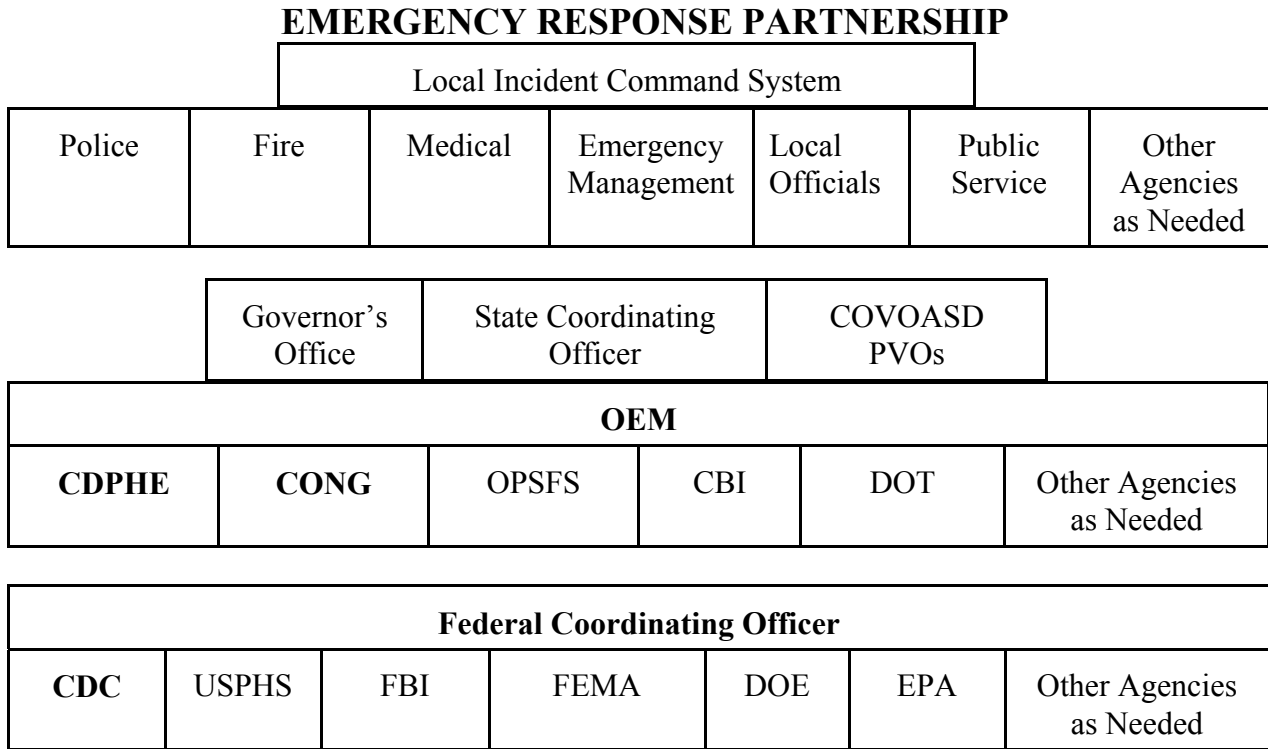 EMERGENCY RESPONSE PARTNERSHIP
Local Incident Command System
Police
Fire
Medical
Emergency
Management
Local
Officials
Public
Service
Other
Agencies
as Needed
Governor’s
Office
State Coordinating
Officer
COVOASD
PVOs
OEM
CDPHE
CONG
OPSFS
CBI
DOT
Other Agencies
as Needed
Federal Coordinating Officer
CDC
USPHS
FBI
FEMA
DOE
EPA
Other Agencies
as Needed